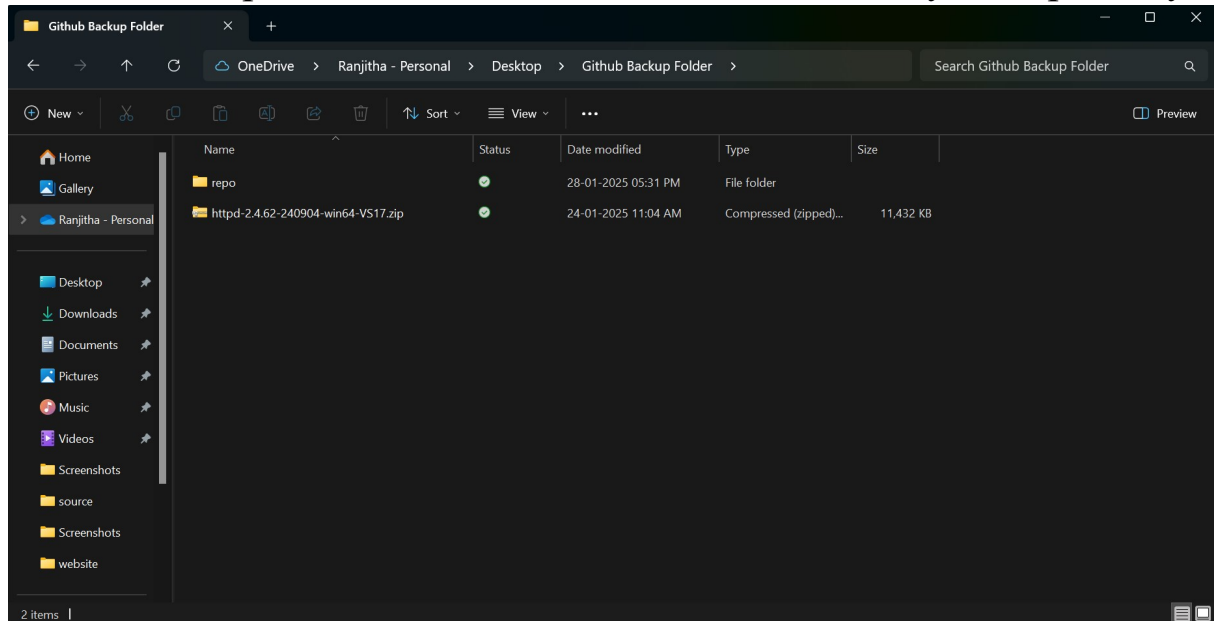 Github Backup Folder
OneDrive > Ranjitha - Personal > Desktop > Github Backup Folder >
Search Github Backup Folder
New
Sort
View
Preview
Name Status Date modified Type Size
repo 28-01-2025 05:31 PM File folder
httpd-2.4.62-240904-win64-VS17.zip 24-01-2025 11:04 AM Compressed (zipped)... 11,432 KB
Home
Gallery
Ranjitha - Personal
Desktop
Downloads
Documents
Pictures
Music
Videos
Screenshots
source
Screenshots
website
2 items